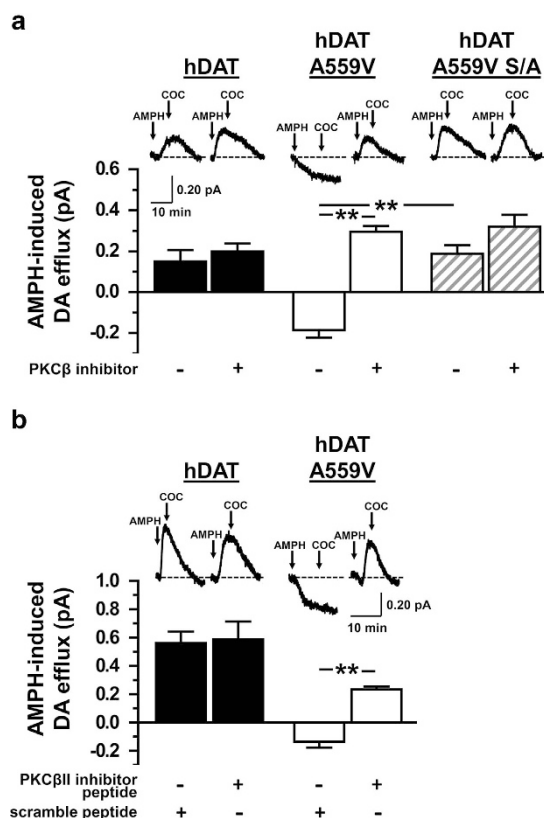 a
hDAT
hDAT
A559V
hDAT
A559V S/A
AMPH
COC
AMPH
COC
AMPH
COC
AMPH
COC
AMPH
COC
AMPH
COC
0.20 pA
10 min
AMPH-induced
DA efflux (pA)
0.6
0.4
0.2
0.0
-0.2
**
**
PKCβ inhibitor
-
+
-
+
-
+
b
hDAT
hDAT
A559V
AMPH
COC
AMPH
COC
AMPH
COC
AMPH
COC
0.20 pA
10 min
AMPH-induced
DA efflux (pA)
1.0
0.8
0.6
0.4
0.2
0.0
-0.2
**
PKCβII inhibitor
peptide
-
+
-
+
scramble peptide
+
-
+
-